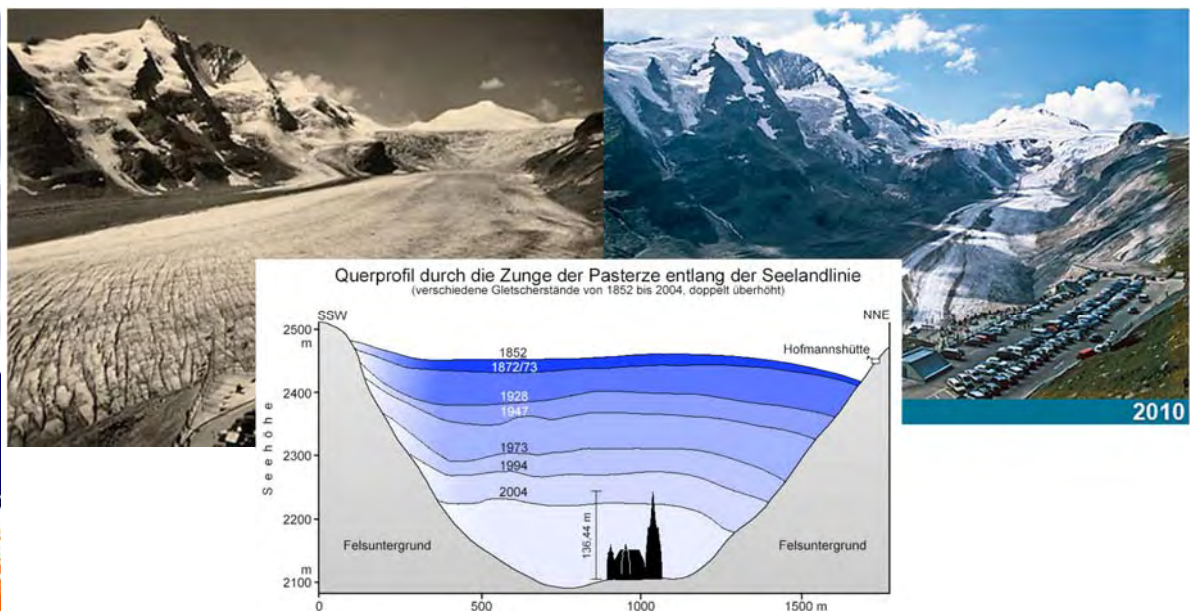 2010
Querprofil durch die Zunge der Pasterze entlang der Seelandlinie
(verschiedene Gletscherstände von 1852 bis 2004, doppelt überhöht)
SSW
NNE
2500
m
Hofmannshütte
1852
1872/73
2400
1928
1947
Seehöhe
2300
1973
1994
2004
2200
136,44 m
Felsuntergrund
Felsuntergrund
m
2100
0
500
1000
1500 m